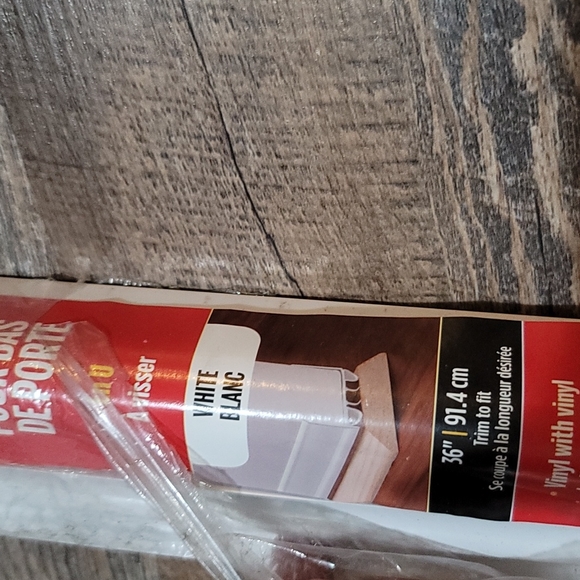 DE PORTE
À visser
WHITE
BLANC
36" | 91.4 cm
Trim to fit
Se coupe à la longueur désirée
Vinyl with vinyl